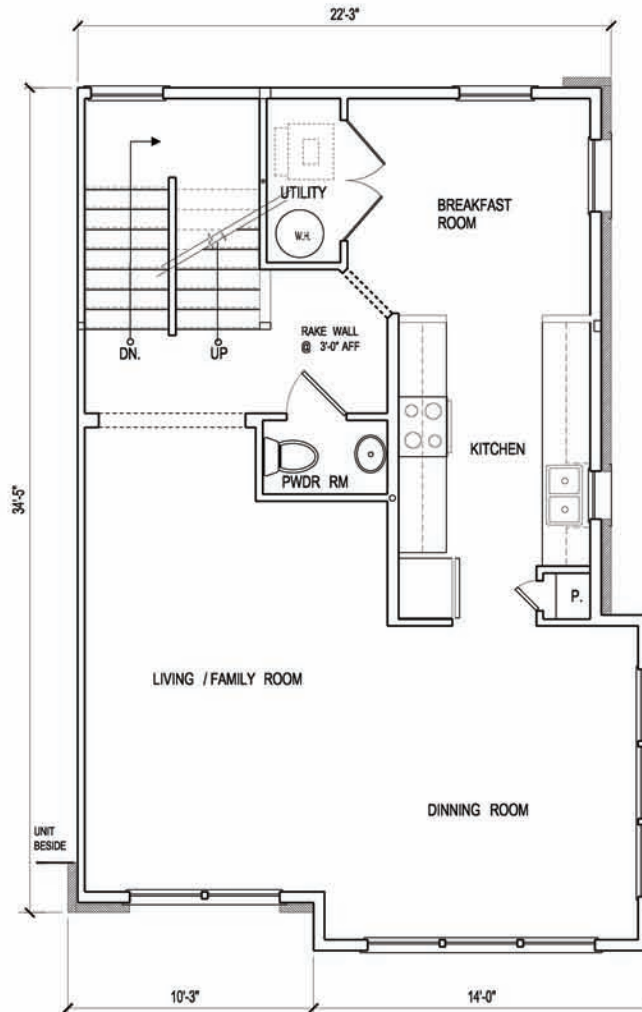 22'-3"
UTILITY
W.H.
BREAKFAST
ROOM
DN.
UP
RAKE WALL
@ 3'-0" AFF
34'-5"
KITCHEN
PWDR RM
P.
LIVING / FAMILY ROOM
DINNING ROOM
UNIT
BESIDE
10'-3"
14'-0"